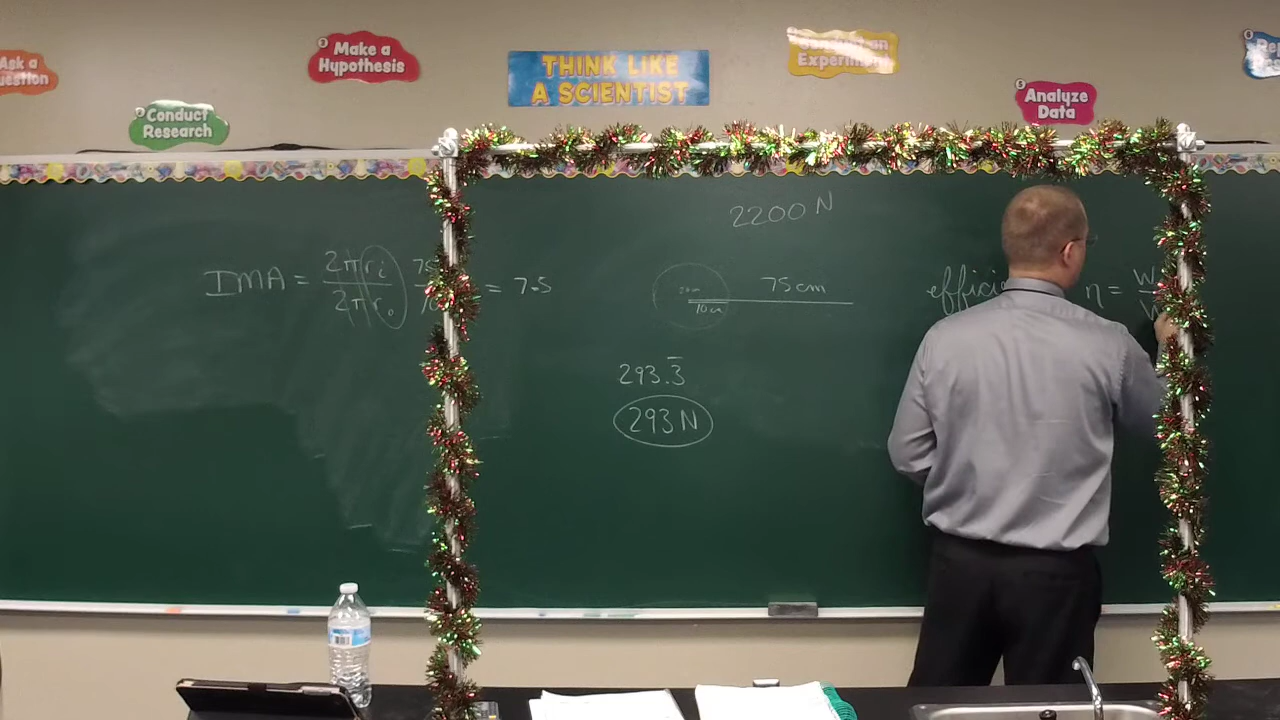 Ask a
Question
Conduct
Research
Make a
Hypothesis
THINK LIKE
A SCIENTIST
Experiment
Analyze
Data
2200 N
IMA = 2πri / 2πro 75 = 7.5
10 cm
75 cm
η = W
293.3̅
293 N